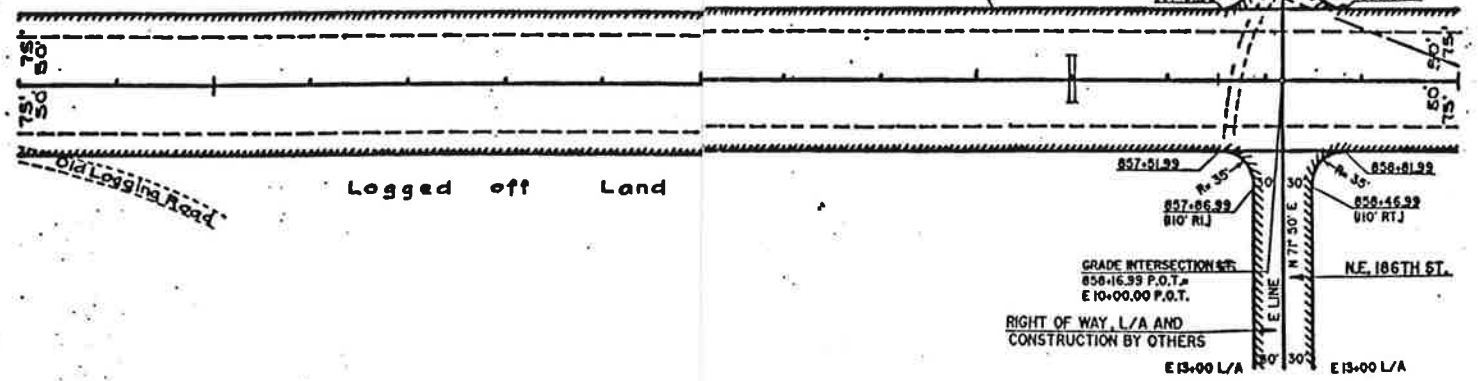 75'
50'
50'
75'
Old Logging Road
Logged off Land
50'
75'
50'
75'
857+51.99
R= 35'
857+86.99
(110' RT.)
30'
30'
R= 35'
858+81.99
858+46.99
(110' RT.)
N 71° 50' E
GRADE INTERSECTION ST.
858+16.99 P.O.T.=
E 10+00.00 P.O.T.
N.E. 186TH ST.
E LINE
RIGHT OF WAY, L/A AND
CONSTRUCTION BY OTHERS
E 13+00 L/A
30'
30'
E 13+00 L/A